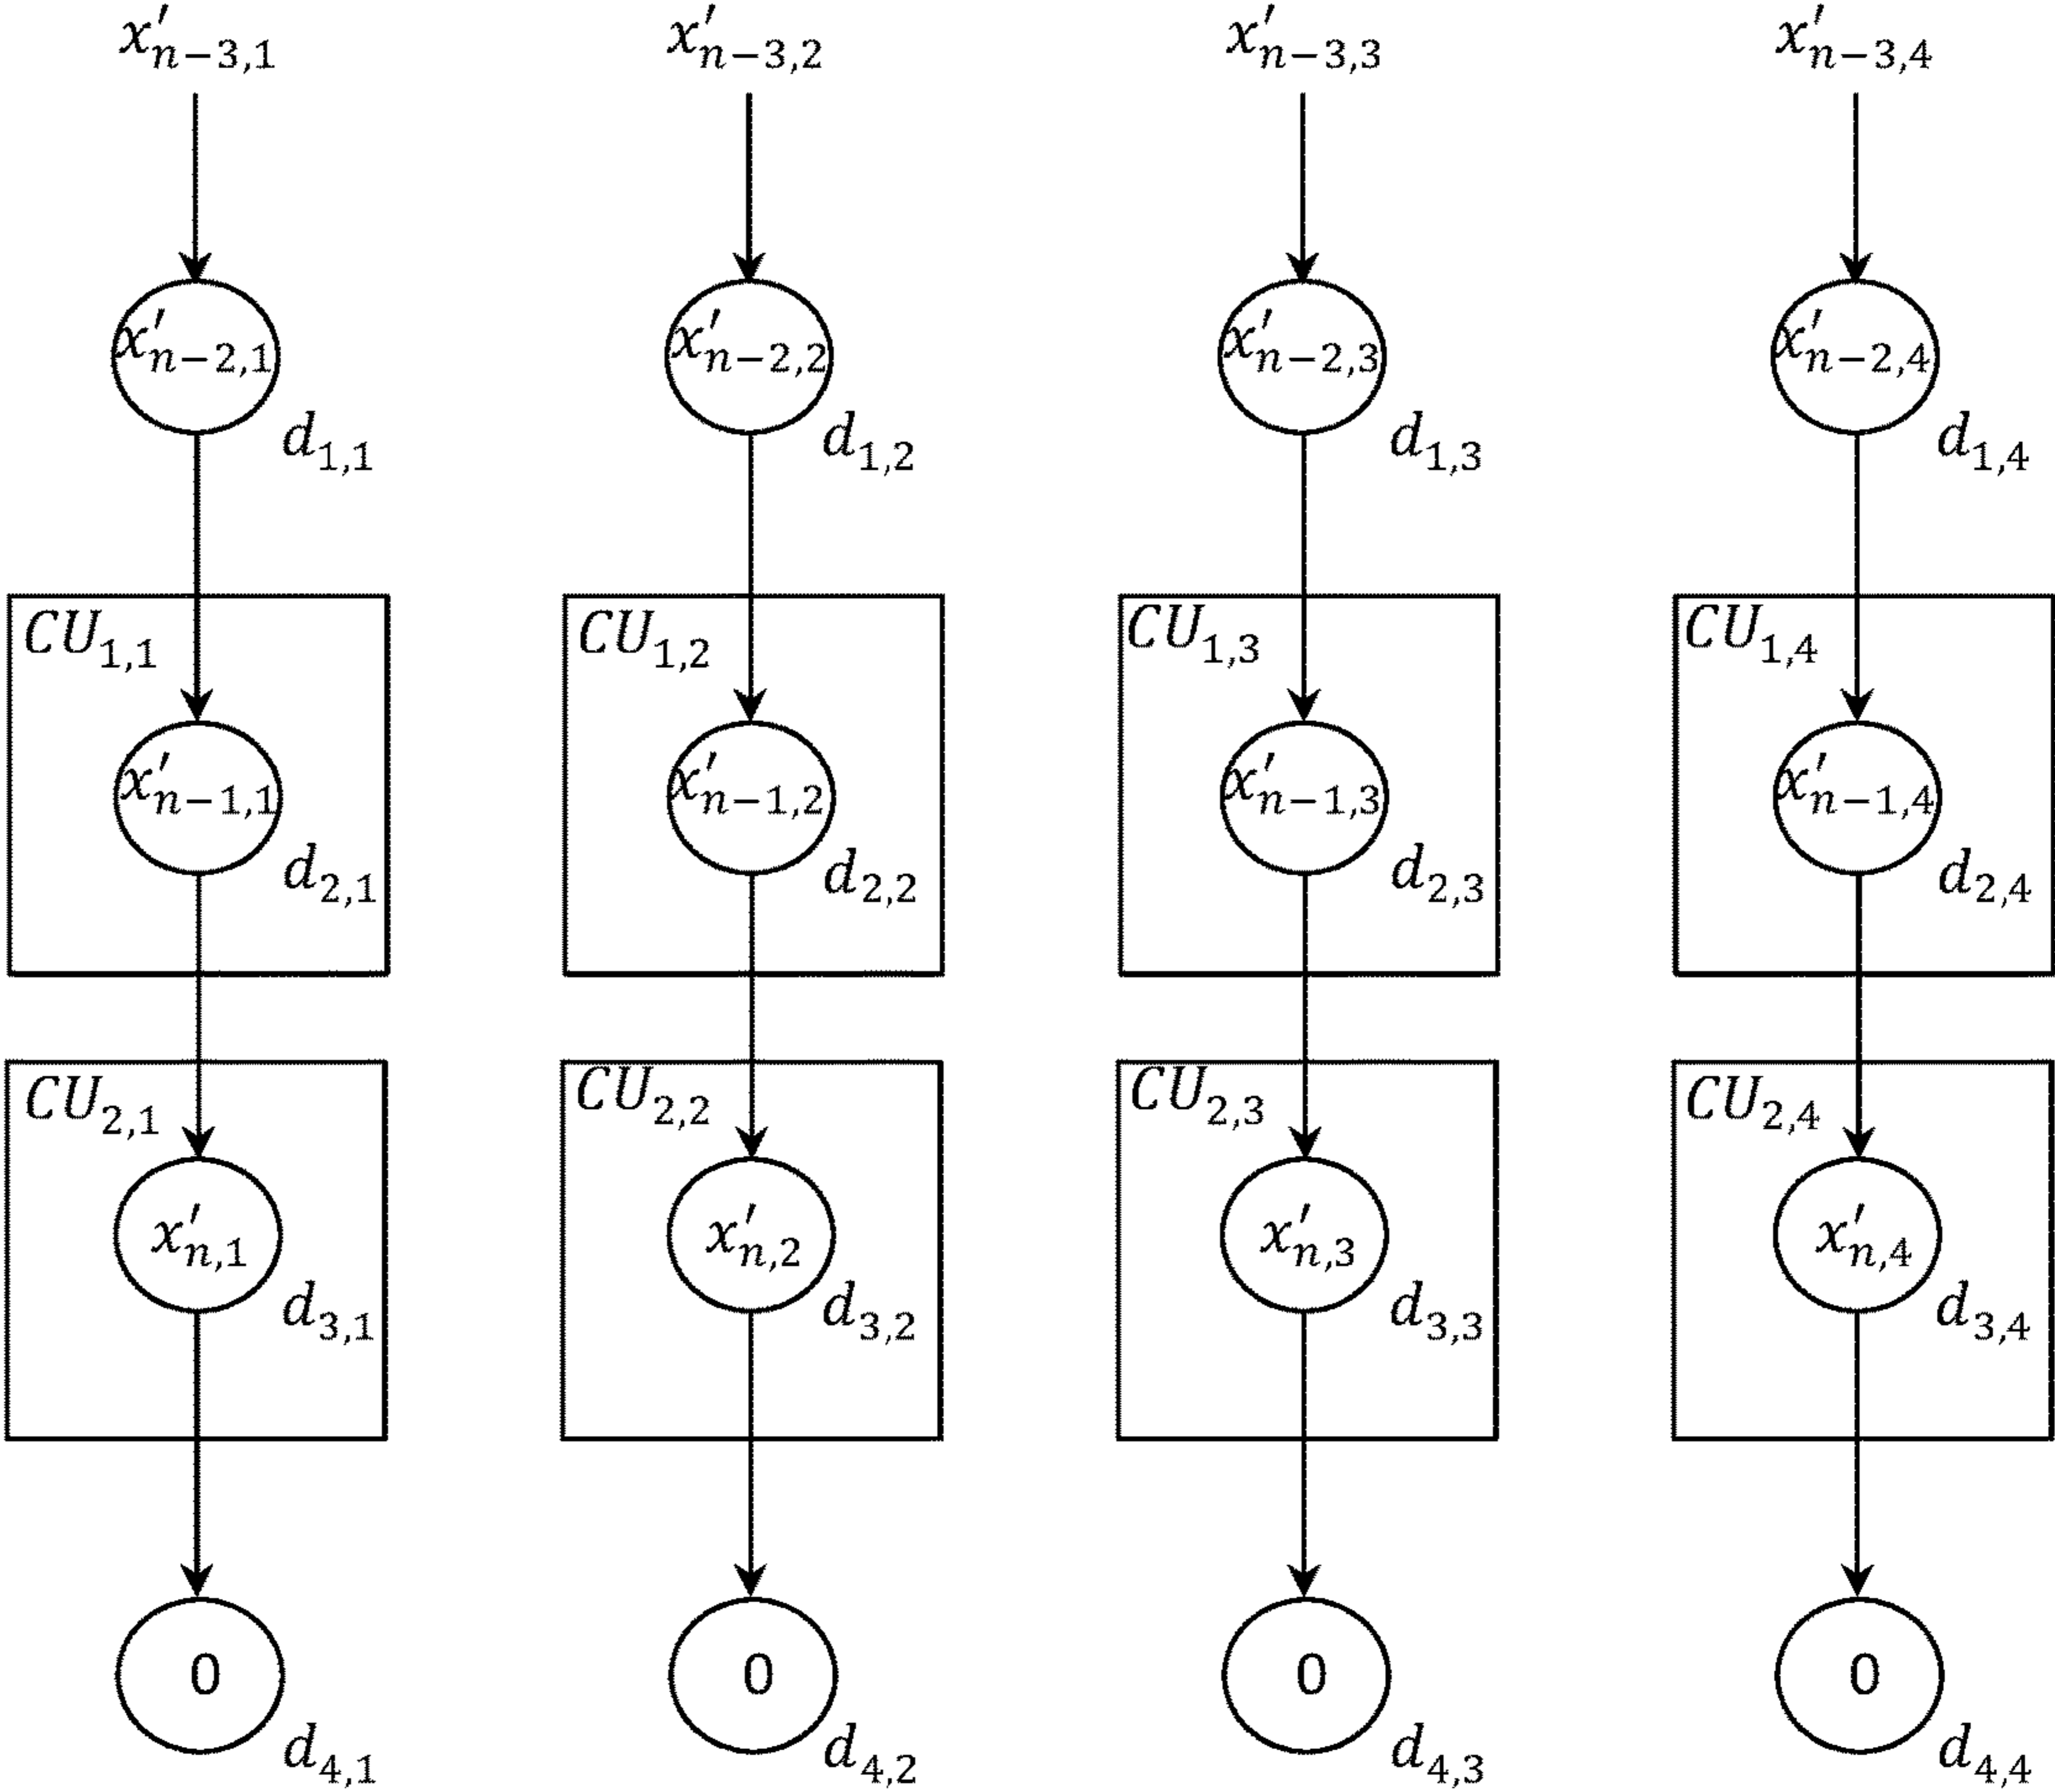 x′n−3,1 x′n−3,2 x′n−3,3 x′n−3,4
x′n−2,1 x′n−2,2 x′n−2,3 x′n−2,4
d1,1 d1,2 d1,3 d1,4
CU1,1 CU1,2 CU1,3 CU1,4
x′n−1,1 x′n−1,2 x′n−1,3 x′n−1,4
d2,1 d2,2 d2,3 d2,4
CU2,1 CU2,2 CU2,3 CU2,4
x′n,1 x′n,2 x′n,3 x′n,4
d3,1 d3,2 d3,3 d3,4
0 0 0 0
d4,1 d4,2 d4,3 d4,4